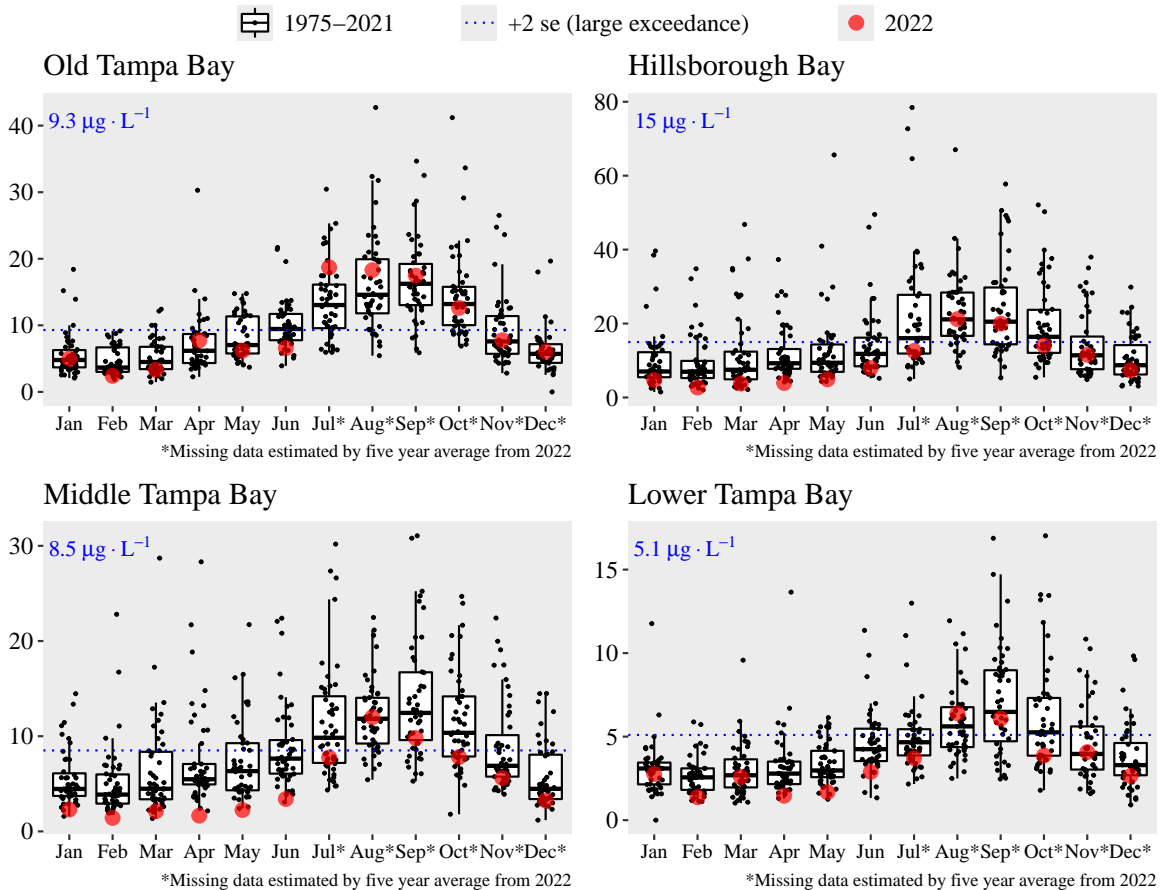 1975–2021 +2 se (large exceedance) 2022
Old Tampa Bay
9.3 μg · L⁻¹
40
30
20
10
0
Jan Feb Mar Apr May Jun Jul* Aug* Sep* Oct* Nov* Dec*
*Missing data estimated by five year average from 2022
Hillsborough Bay
15 μg · L⁻¹
80
60
40
20
0
Jan Feb Mar Apr May Jun Jul* Aug* Sep* Oct* Nov* Dec*
*Missing data estimated by five year average from 2022
Middle Tampa Bay
8.5 μg · L⁻¹
30
20
10
0
Jan Feb Mar Apr May Jun Jul* Aug* Sep* Oct* Nov* Dec*
*Missing data estimated by five year average from 2022
Lower Tampa Bay
5.1 μg · L⁻¹
15
10
5
0
Jan Feb Mar Apr May Jun Jul* Aug* Sep* Oct* Nov* Dec*
*Missing data estimated by five year average from 2022